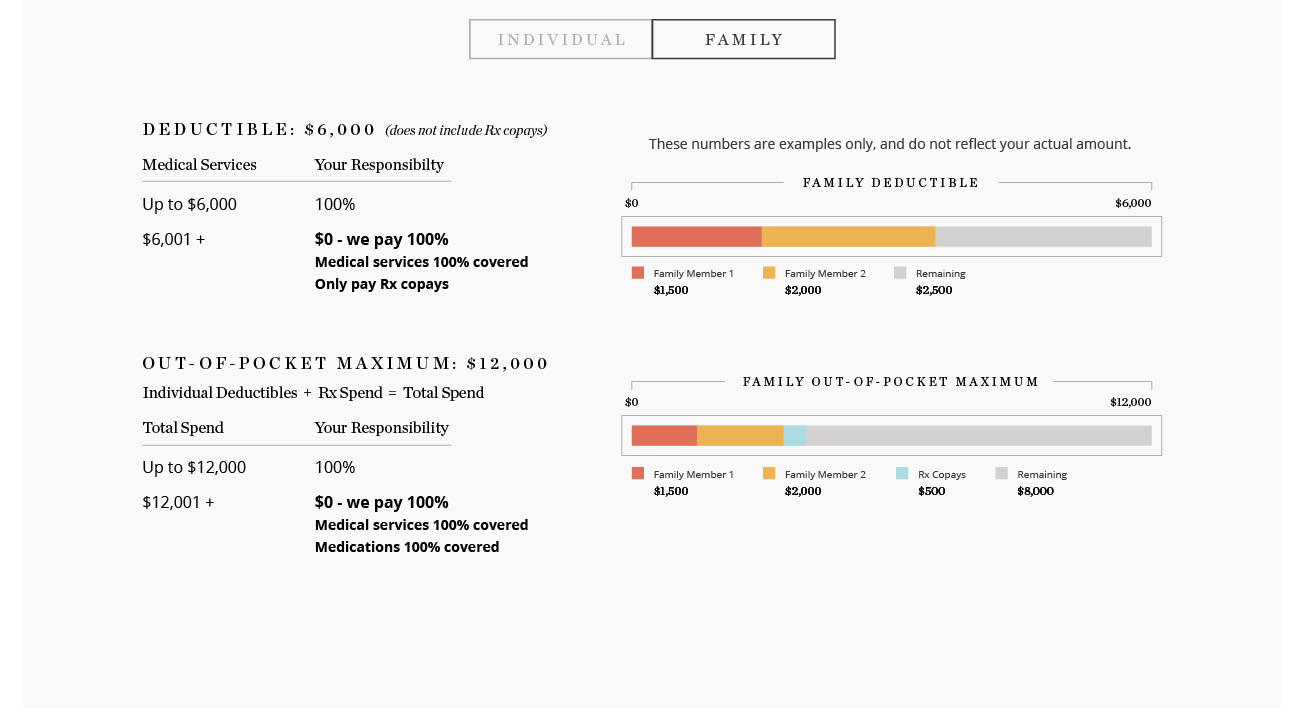 INDIVIDUAL FAMILY
DEDUCTIBLE: $6,000 (does not include Rx copays)
Medical Services Your Responsibilty
Up to $6,000 100%
$6,001 + $0 - we pay 100%
Medical services 100% covered
Only pay Rx copays
These numbers are examples only, and do not reflect your actual amount.
FAMILY DEDUCTIBLE
$0 $6,000
Family Member 1 Family Member 2 Remaining
$1,500 $2,000 $2,500
OUT-OF-POCKET MAXIMUM: $12,000
Individual Deductibles + Rx Spend = Total Spend
Total Spend Your Responsibility
Up to $12,000 100%
$12,001 + $0 - we pay 100%
Medical services 100% covered
Medications 100% covered
FAMILY OUT-OF-POCKET MAXIMUM
$0 $12,000
Family Member 1 Family Member 2 Rx Copays Remaining
$1,500 $2,000 $500 $8,000